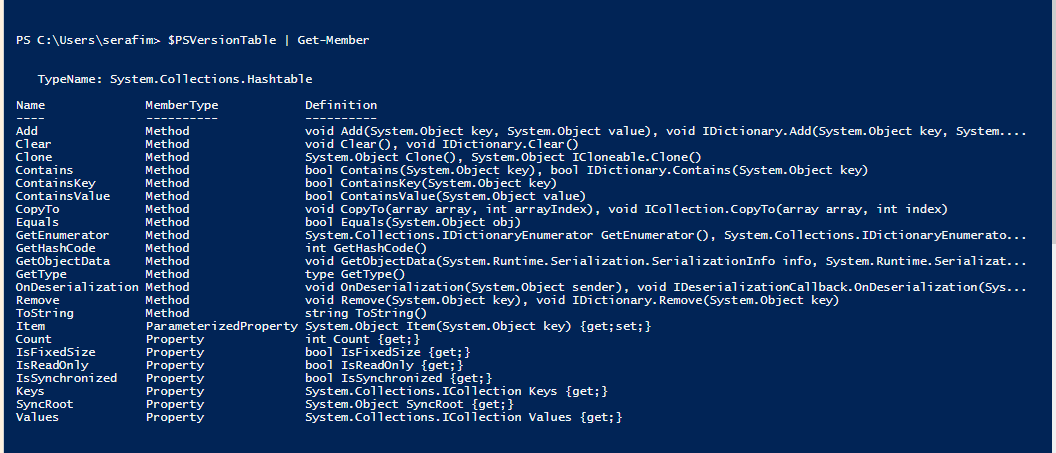 PS C:\Users\serafim> $PSVersionTable | Get-Member
TypeName: System.Collections.Hashtable
Name MemberType Definition
---- ---------- ----------
Add Method void Add(System.Object key, System.Object value), void IDictionary.Add(System.Object key, System....
Clear Method void Clear(), void IDictionary.Clear()
Clone Method System.Object Clone(), System.Object ICloneable.Clone()
Contains Method bool Contains(System.Object key), bool IDictionary.Contains(System.Object key)
ContainsKey Method bool ContainsKey(System.Object key)
ContainsValue Method bool ContainsValue(System.Object value)
CopyTo Method void CopyTo(array array, int arrayIndex), void ICollection.CopyTo(array array, int index)
Equals Method bool Equals(System.Object obj)
GetEnumerator Method System.Collections.IDictionaryEnumerator GetEnumerator(), System.Collections.IDictionaryEnumerato...
GetHashCode Method int GetHashCode()
GetObjectData Method void GetObjectData(System.Runtime.Serialization.SerializationInfo info, System.Runtime.Serializat...
GetType Method type GetType()
OnDeserialization Method void OnDeserialization(System.Object sender), void IDeserializationCallback.OnDeserialization(Sys...
Remove Method void Remove(System.Object key), void IDictionary.Remove(System.Object key)
ToString Method string ToString()
Item ParameterizedProperty System.Object Item(System.Object key) {get;set;}
Count Property int Count {get;}
IsFixedSize Property bool IsFixedSize {get;}
IsReadOnly Property bool IsReadOnly {get;}
IsSynchronized Property bool IsSynchronized {get;}
Keys Property System.Collections.ICollection Keys {get;}
SyncRoot Property System.Object SyncRoot {get;}
Values Property System.Collections.ICollection Values {get;}